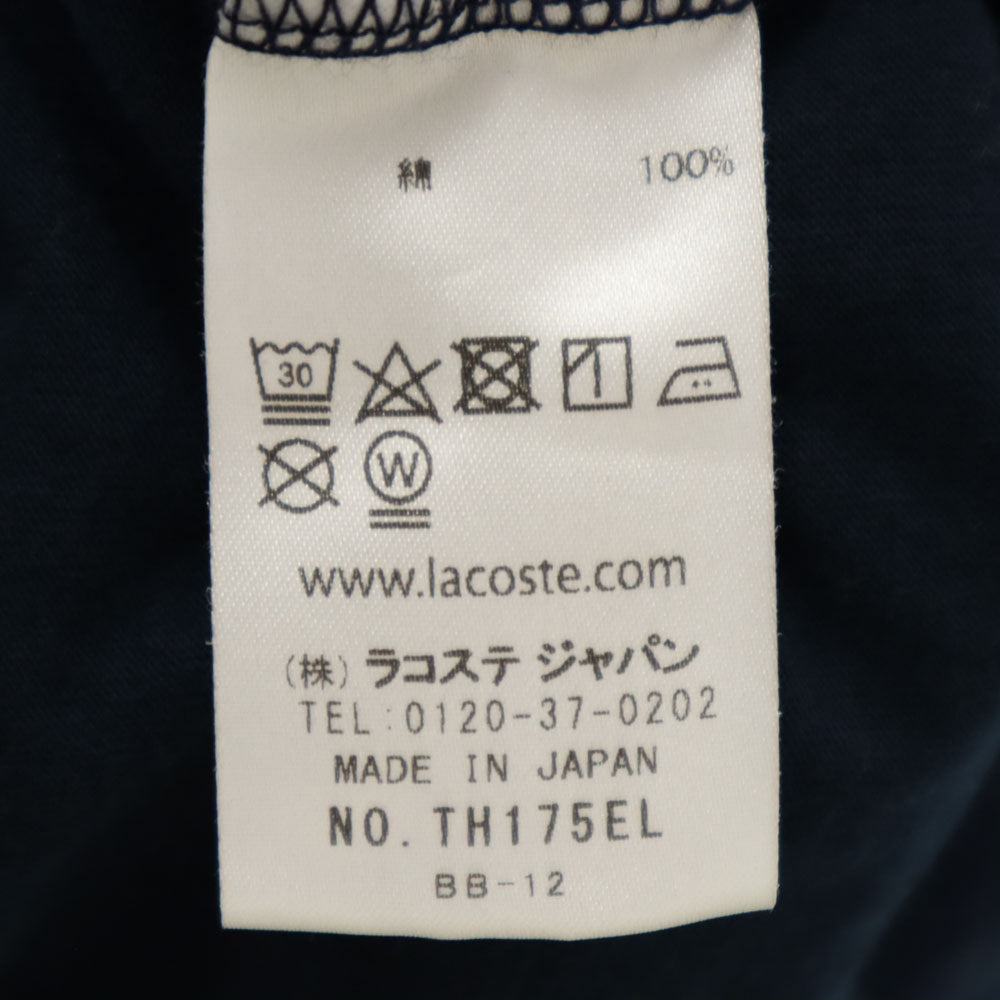 綿 100%
30
W
www.lacoste.com
(株) ラコステ ジャパン
TEL:0120-37-0202
MADE IN JAPAN
NO. TH175EL
BB-12